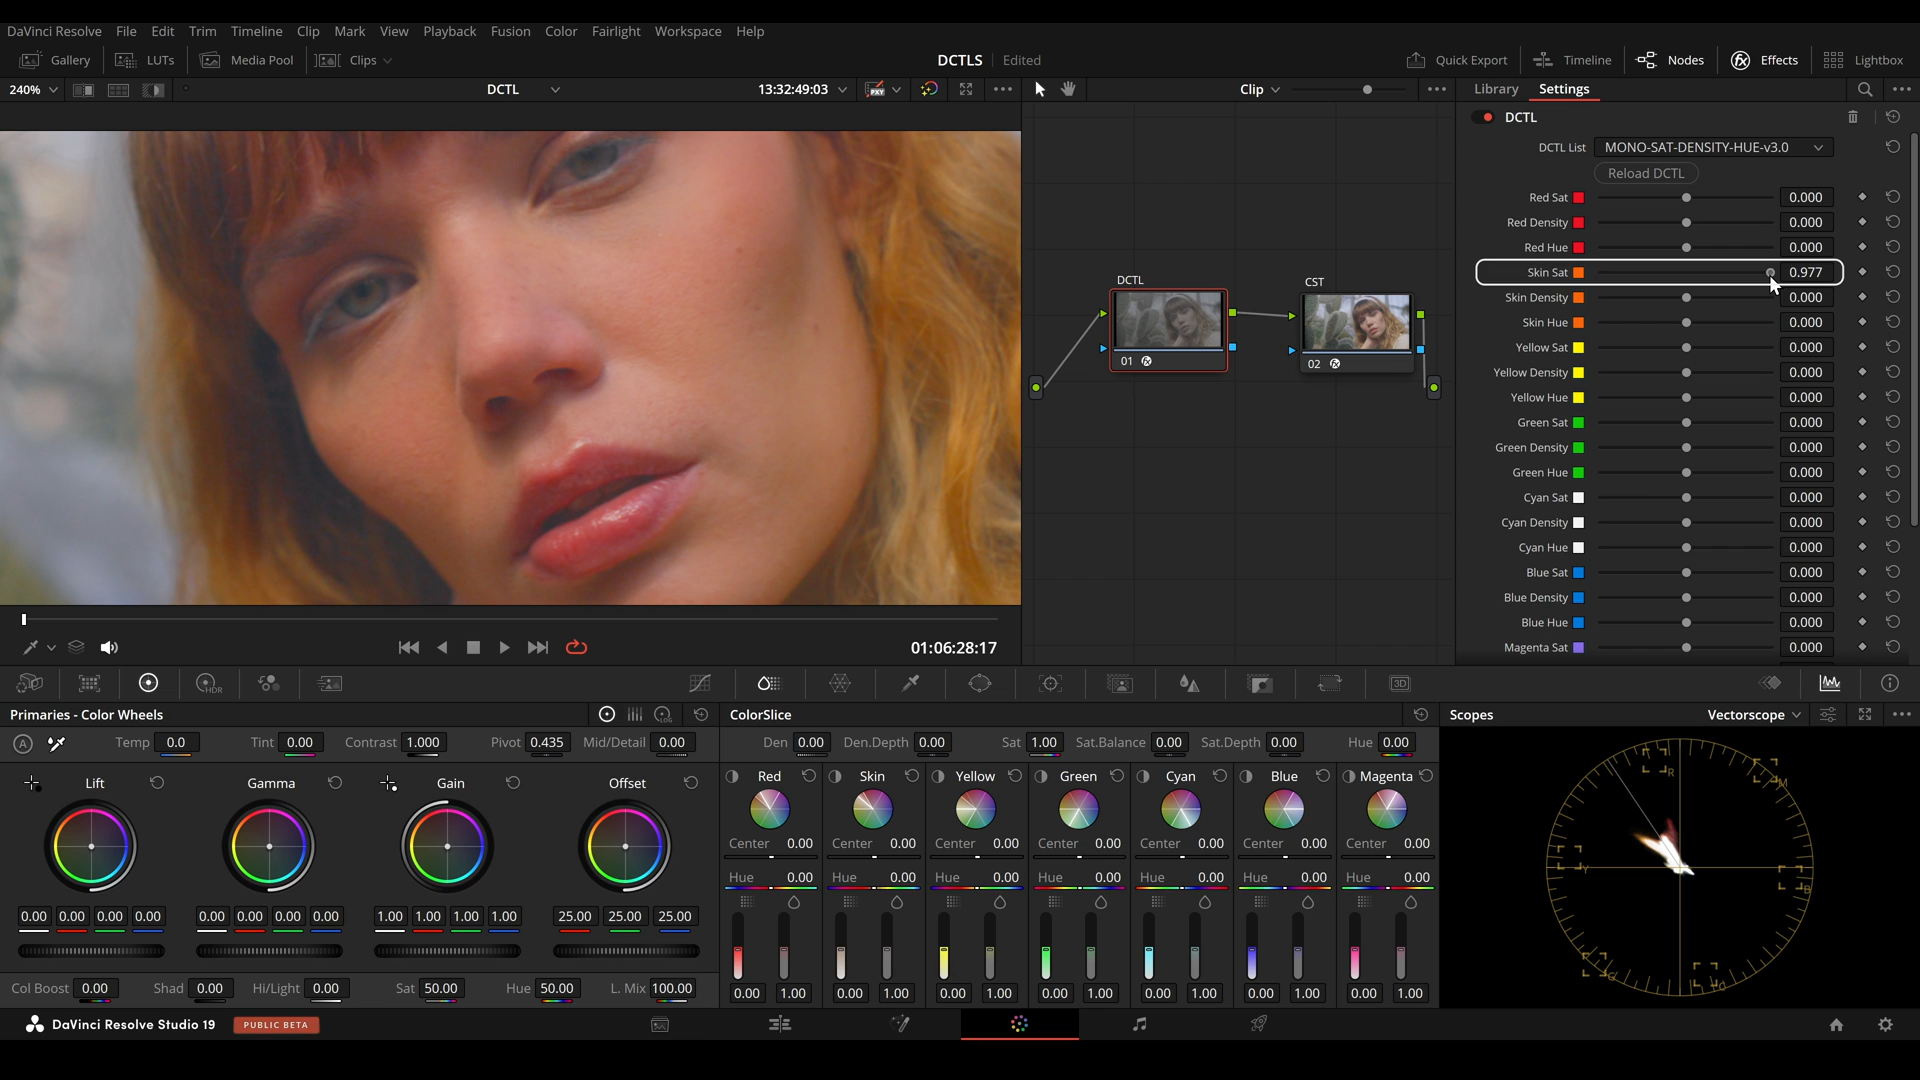 DaVinci Resolve File Edit Trim Timeline Clip Mark View Playback Fusion Color Fairlight Workspace Help
Gallery LUTs Media Pool Clips DCTLS Edited Quick Export Timeline Nodes Effects Lightbox
240% DCTL 13:32:49:03 PXY Clip Library Settings
DCTL
DCTL List MONO-SAT-DENSITY-HUE-v3.0
Reload DCTL
Red Sat 0.000
Red Density 0.000
Red Hue 0.000
Skin Sat 0.977
Skin Density 0.000
Skin Hue 0.000
Yellow Sat 0.000
Yellow Density 0.000
Yellow Hue 0.000
Green Sat 0.000
Green Density 0.000
Green Hue 0.000
Cyan Sat 0.000
Cyan Density 0.000
Cyan Hue 0.000
Blue Sat 0.000
Blue Density 0.000
Blue Hue 0.000
Magenta Sat 0.000
DCTL CST
01 02
01:06:28:17
HDR 3D
Primaries - Color Wheels LOG
A Temp 0.0 Tint 0.00 Contrast 1.000 Pivot 0.435 Mid/Detail 0.00
Lift Gamma Gain Offset
0.00 0.00 0.00 0.00 0.00 0.00 0.00 0.00 1.00 1.00 1.00 1.00 25.00 25.00 25.00
Col Boost 0.00 Shad 0.00 Hi/Light 0.00 Sat 50.00 Hue 50.00 L. Mix 100.00
ColorSlice
Den 0.00 Den.Depth 0.00 Sat 1.00 Sat.Balance 0.00 Sat.Depth 0.00 Hue 0.00
Red Skin Yellow Green Cyan Blue Magenta
Center 0.00 Center 0.00 Center 0.00 Center 0.00 Center 0.00 Center 0.00 Center 0.00
Hue 0.00 Hue 0.00 Hue 0.00 Hue 0.00 Hue 0.00 Hue 0.00 Hue 0.00
0.00 1.00 0.00 1.00 0.00 1.00 0.00 1.00 0.00 1.00 0.00 1.00 0.00 1.00
Scopes Vectorscope
R M
Y B
G C
DaVinci Resolve Studio 19 PUBLIC BETA